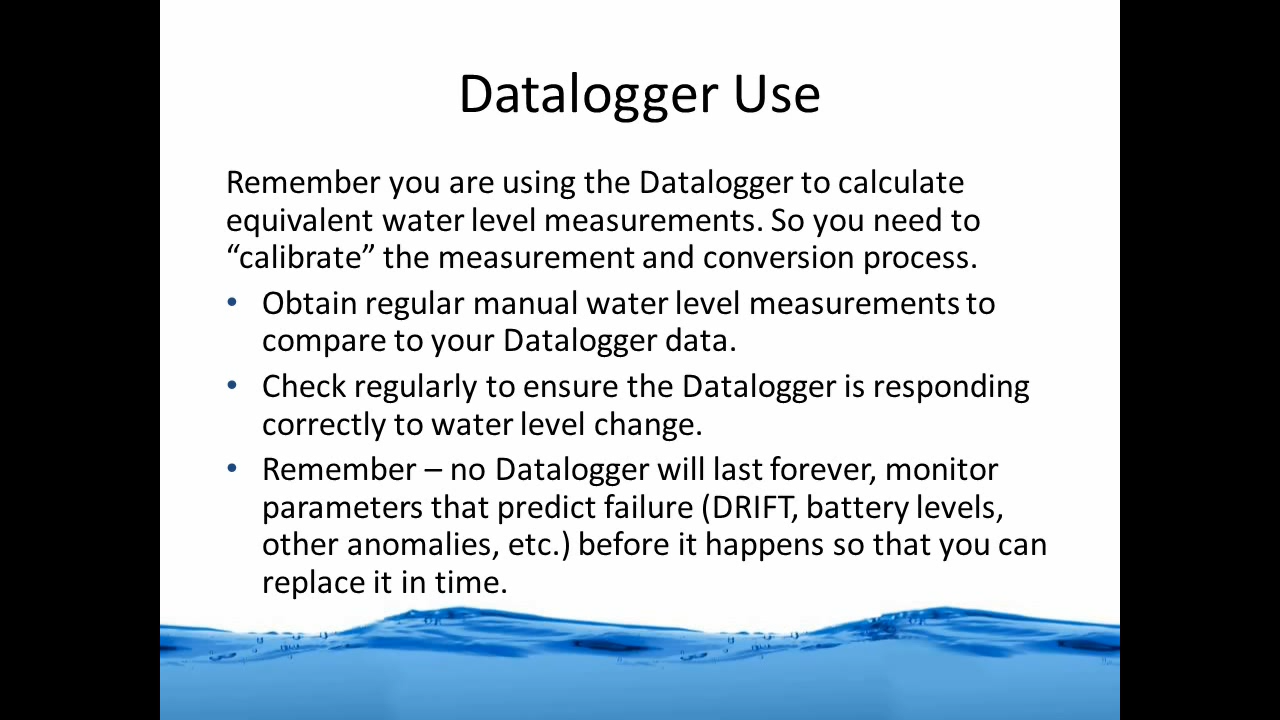 Datalogger Use
Remember you are using the Datalogger to calculate
equivalent water level measurements. So you need to
“calibrate” the measurement and conversion process.
• Obtain regular manual water level measurements to
compare to your Datalogger data.
• Check regularly to ensure the Datalogger is responding
correctly to water level change.
• Remember – no Datalogger will last forever, monitor
parameters that predict failure (DRIFT, battery levels,
other anomalies, etc.) before it happens so that you can
replace it in time.